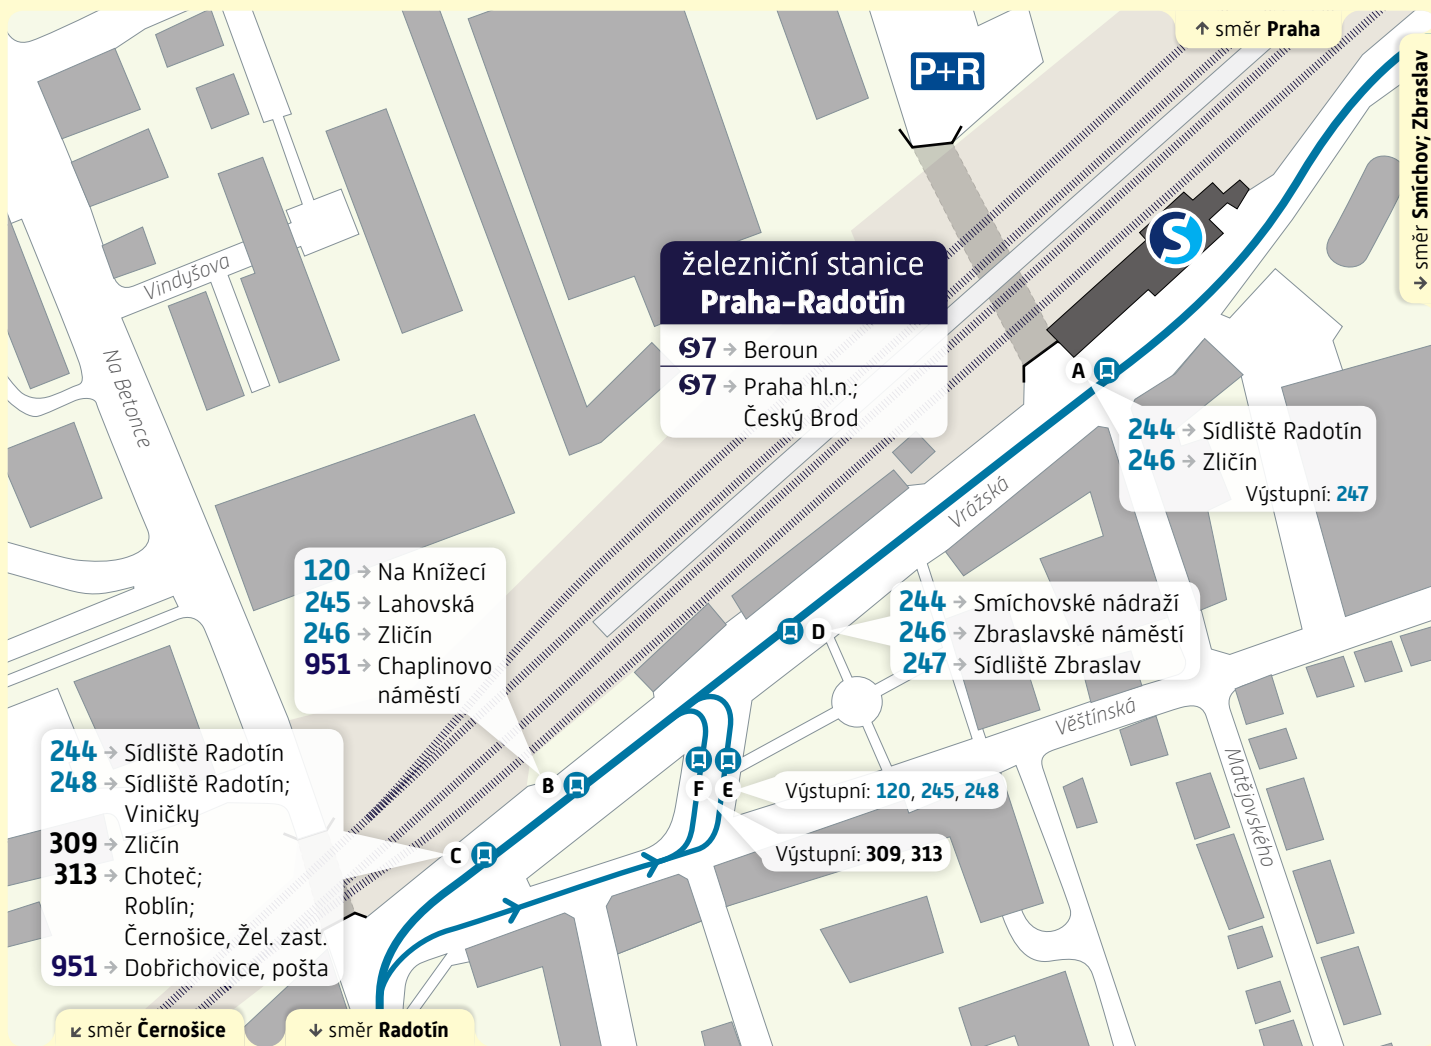 ↑ směr Praha
P+R
↓ směr Smíchov; Zbraslav
Vindyšova
Na Betonce
železniční stanice
Praha-Radotín
S7 → Beroun
S7 → Praha hl.n.;
Český Brod
S
A
244 → Sídliště Radotín
246 → Zličín
Výstupní: 247
Vrážská
120 → Na Knížecí
245 → Lahovská
246 → Zličín
951 → Chaplinovo
náměstí
B
D
244 → Smíchovské nádraží
246 → Zbraslavské náměstí
247 → Sídliště Zbraslav
Věštínská
Matějovského
244 → Sídliště Radotín
248 → Sídliště Radotín;
Viničky
309 → Zličín
313 → Choteč;
Roblín;
Černošice, Žel. zast.
951 → Dobřichovice, pošta
C
F
E
Výstupní: 120, 245, 248
Výstupní: 309, 313
↙ směr Černošice
↓ směr Radotín